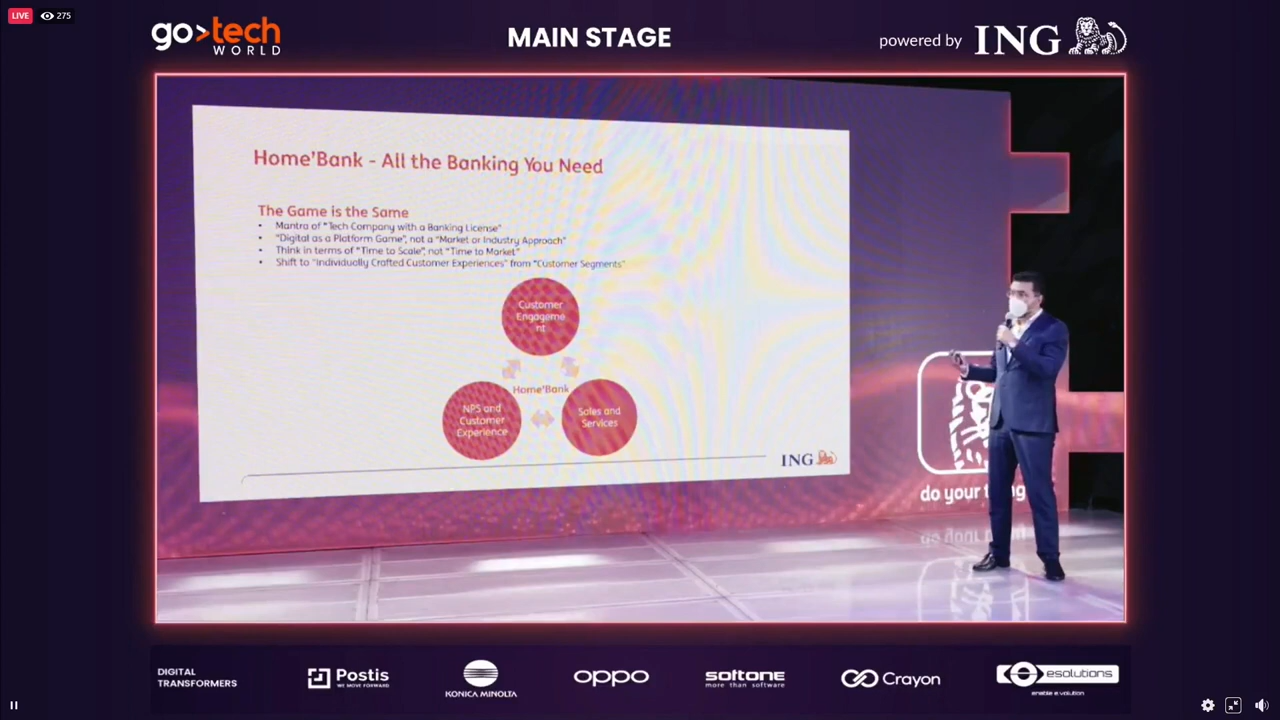 LIVE 275
go>tech
WORLD
MAIN STAGE
powered by ING
Home'Bank - All the Banking You Need
The Game is the Same
• Mantra of "Tech Company with a Banking License"
• "Digital as a Platform Game", not a "Market or Industry Approach"
• Think in terms of "Time to Scale", not "Time to Market"
• Shift to "Individually Crafted Customer Experiences" from "Customer Segments"
Customer
Engageme
nt
Home'Bank
NPS and
Customer
Experience
Sales and
Services
ING
do your
DIGITAL
TRANSFORMERS
Postis
WE MOVE FORWARD
KONICA MINOLTA
oppo
softone
more than software
Crayon
esolutions
enable e.volution